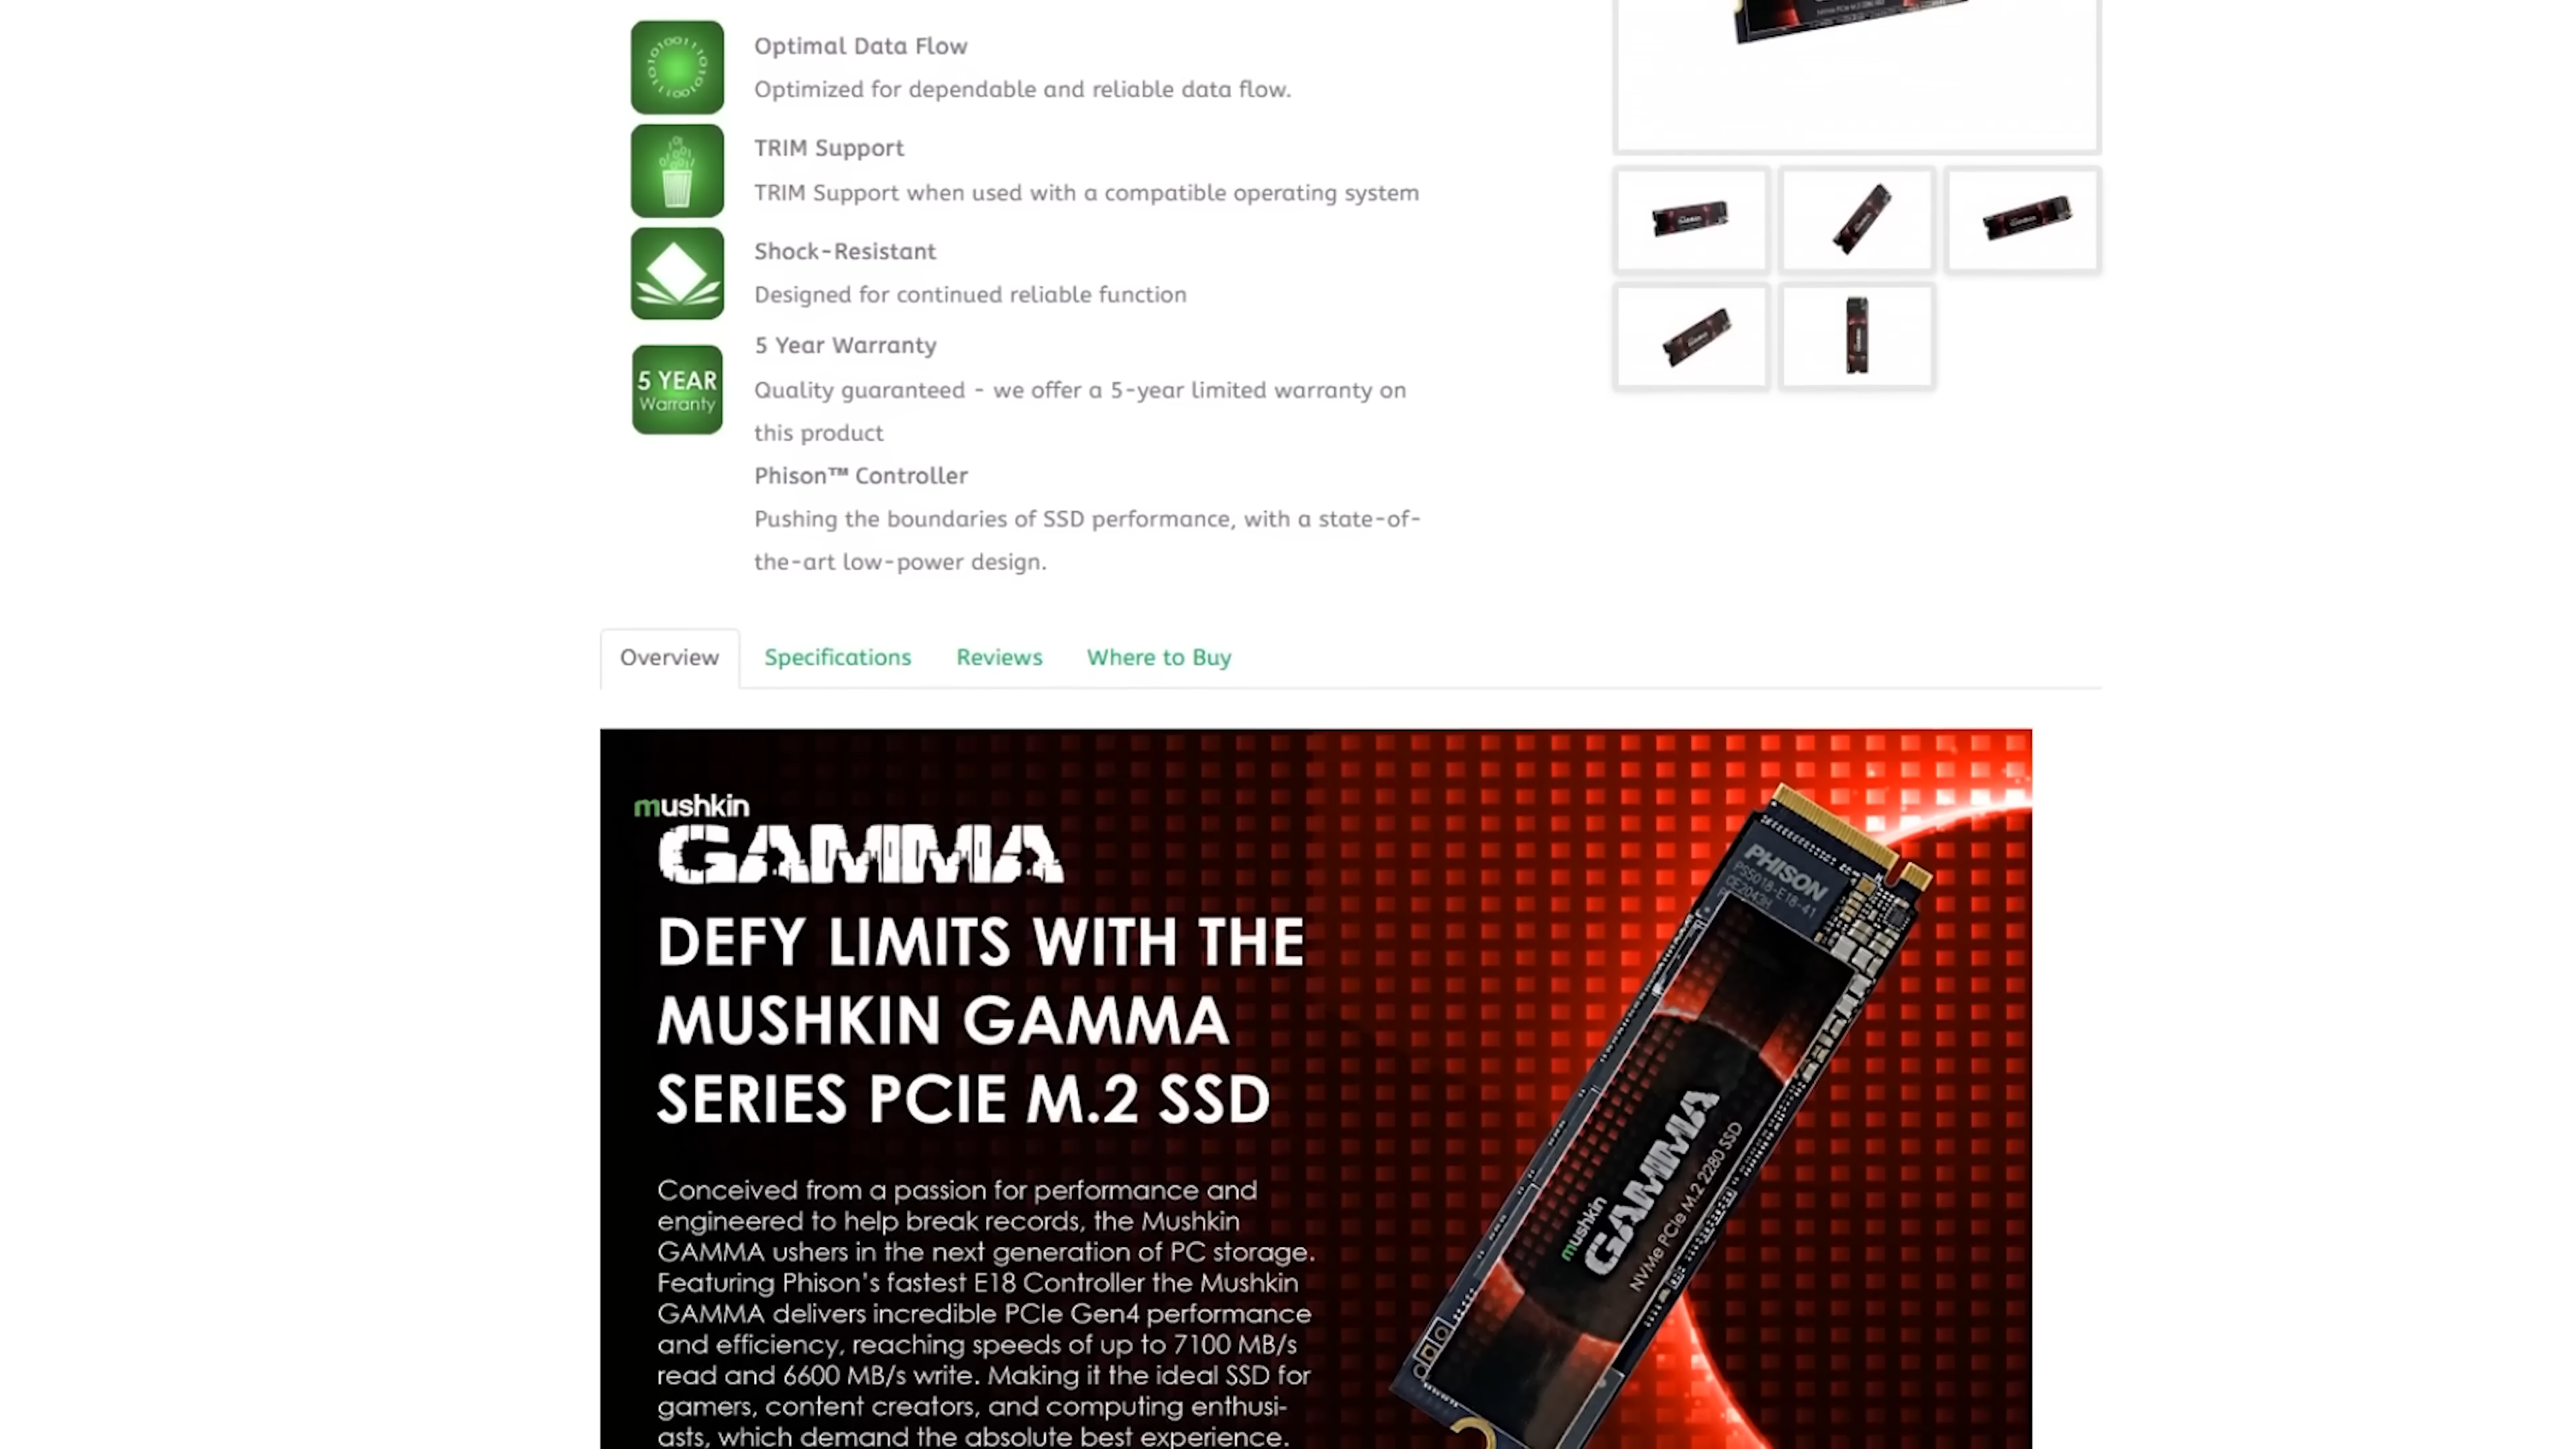 Optimal Data Flow
Optimized for dependable and reliable data flow.
TRIM Support
TRIM Support when used with a compatible operating system
Shock-Resistant
Designed for continued reliable function
5 YEAR
Warranty
5 Year Warranty
Quality guaranteed - we offer a 5-year limited warranty on
this product
Phison™ Controller
Pushing the boundaries of SSD performance, with a state-of-
the-art low-power design.
Overview
Specifications
Reviews
Where to Buy
mushkin
GAMMA
DEFY LIMITS WITH THE
MUSHKIN GAMMA
SERIES PCIE M.2 SSD
Conceived from a passion for performance and
engineered to help break records, the Mushkin
GAMMA ushers in the next generation of PC storage.
Featuring Phison's fastest E18 Controller the Mushkin
GAMMA delivers incredible PCIe Gen4 performance
and efficiency, reaching speeds of up to 7100 MB/s
read and 6600 MB/s write. Making it the ideal SSD for
gamers, content creators, and computing enthusi-
asts, which demand the absolute best experience.
PHISON
PS5018-E18-41
mushkin
GAMMA
NVMe PCIe M.2 2280 SSD